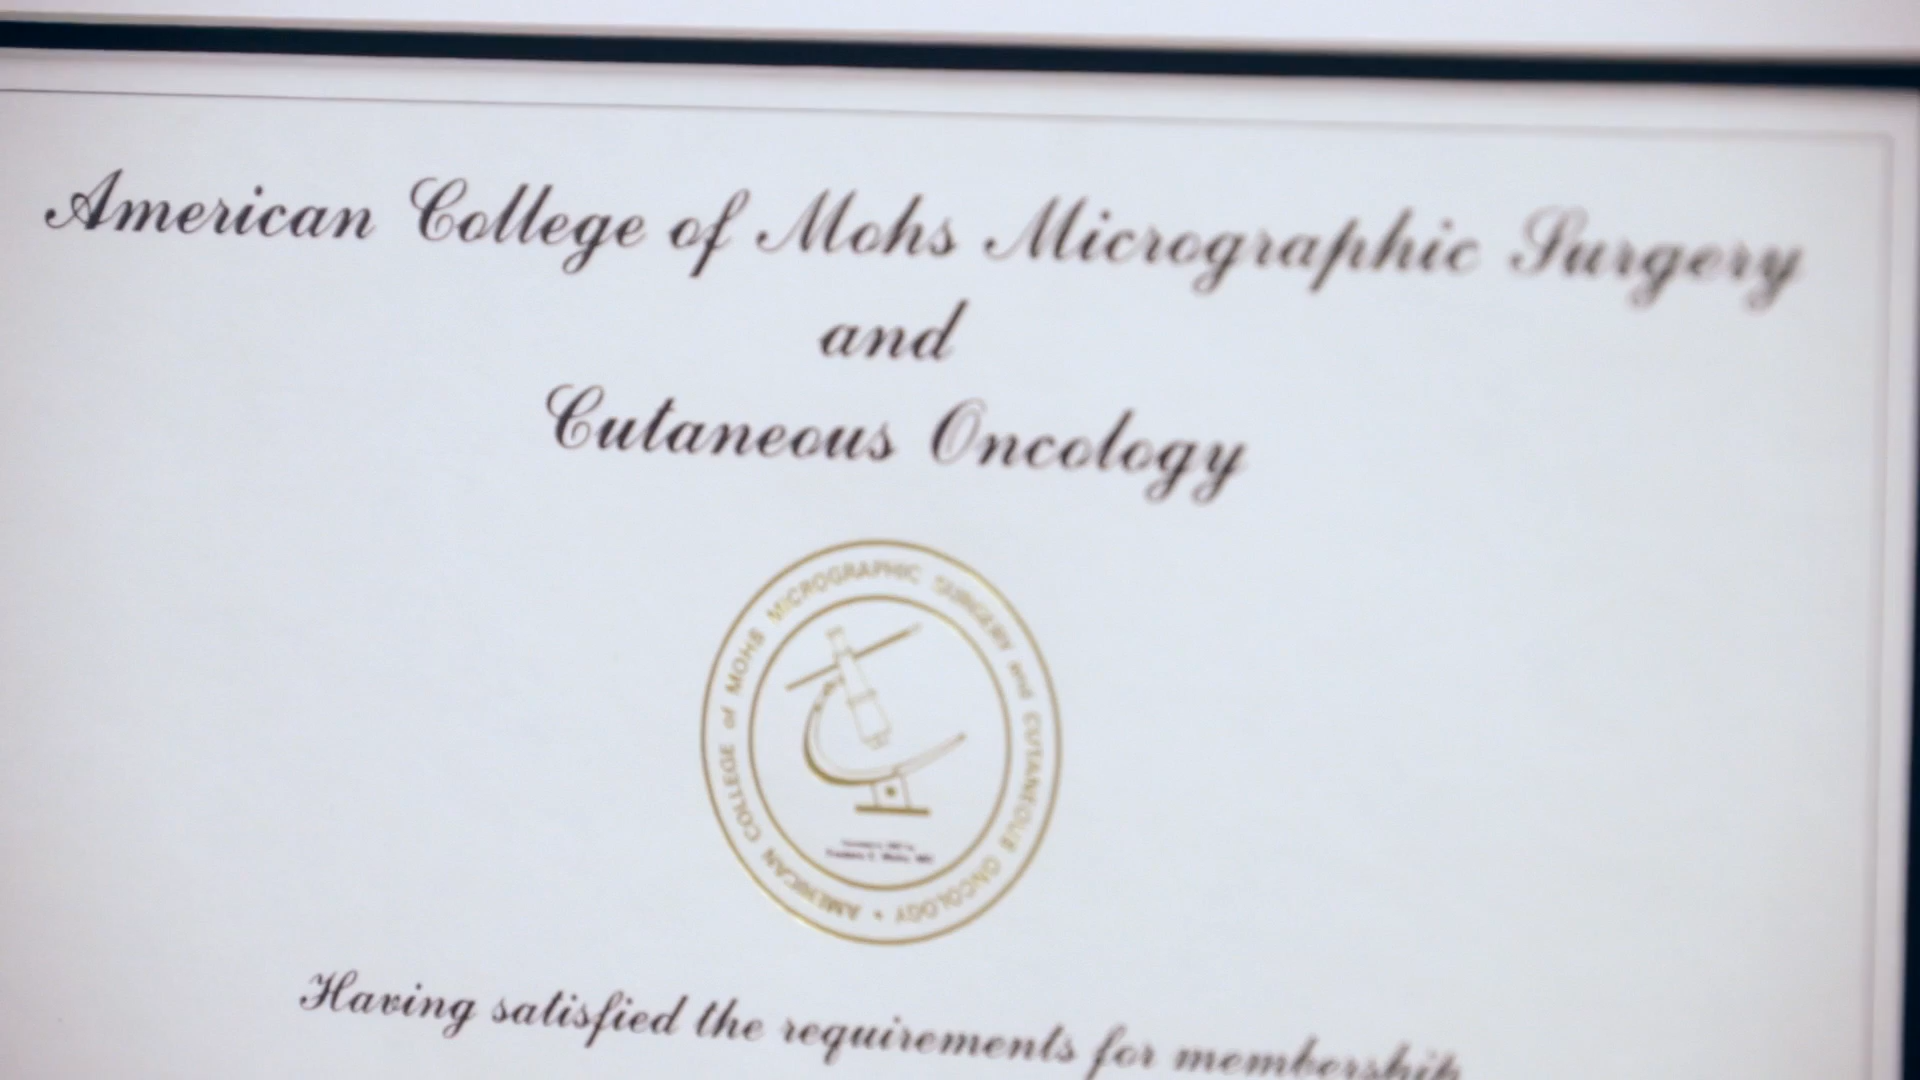 American College of Mohs Micrographic Surgery
and
Cutaneous Oncology
AMERICAN COLLEGE of MOHS MICROGRAPHIC SURGERY and CUTANEOUS ONCOLOGY •
Having satisfied the requirements for membership